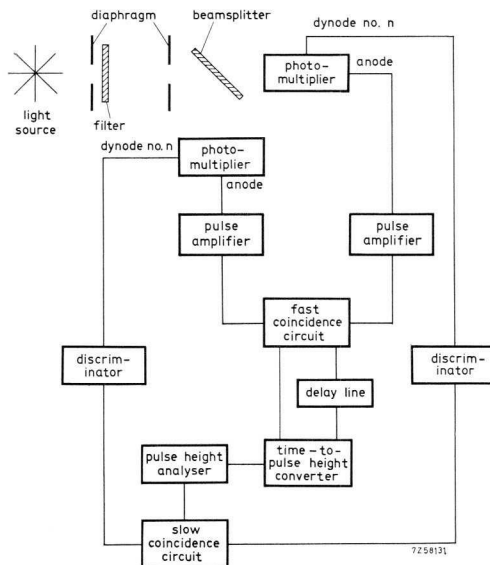 diaphragm
beamsplitter
dynode no. n
photo-
multiplier
anode
light
source
filter
dynode no. n
photo-
multiplier
anode
pulse
amplifier
pulse
amplifier
fast
coincidence
circuit
discrim-
inator
discrim-
inator
delay line
pulse height
analyser
time-to-
pulse height
converter
slow
coincidence
circuit
7Z58131